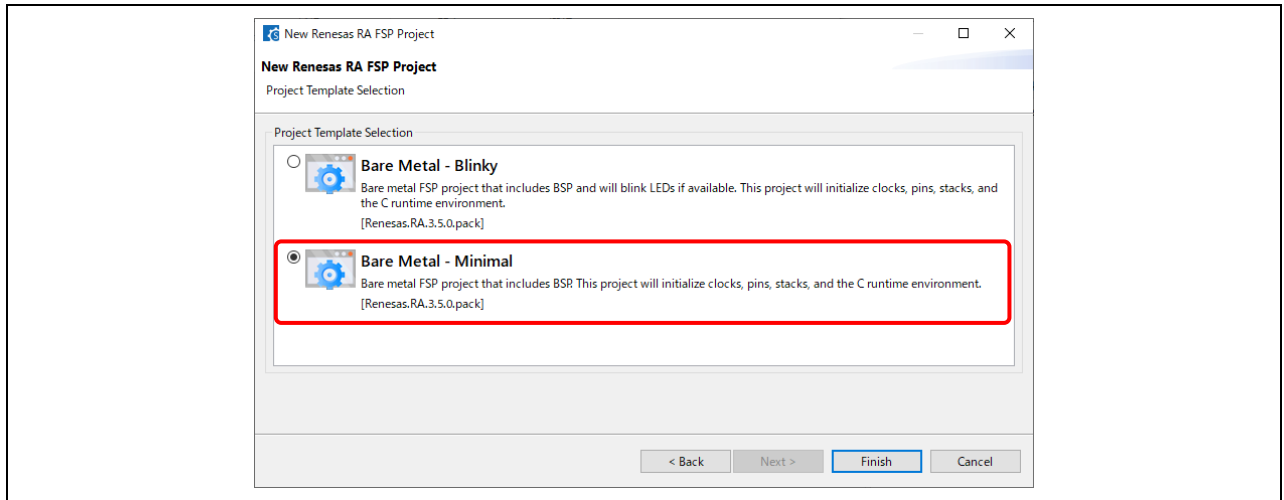 New Renesas RA FSP Project
New Renesas RA FSP Project
Project Template Selection
Project Template Selection
Bare Metal - Blinky
Bare metal FSP project that includes BSP and will blink LEDs if available. This project will initialize clocks, pins, stacks, and
the C runtime environment.
[Renesas.RA.3.5.0.pack]
Bare Metal - Minimal
Bare metal FSP project that includes BSP. This project will initialize clocks, pins, stacks, and the C runtime environment.
[Renesas.RA.3.5.0.pack]
< Back Next > Finish Cancel